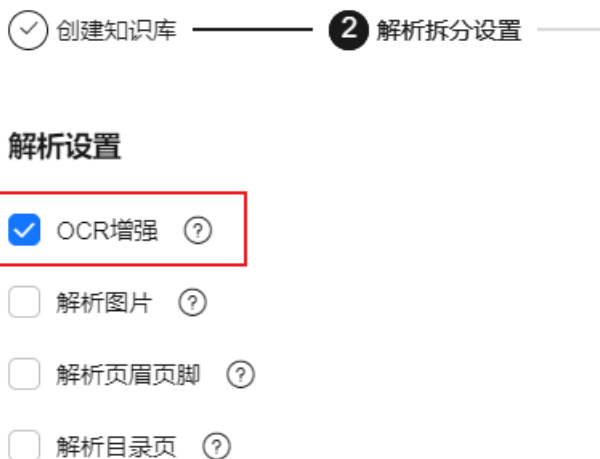 创建知识库 2 解析拆分设置
解析设置
OCR增强 ?
解析图片 ?
解析页眉页脚 ?
解析目录页 ?